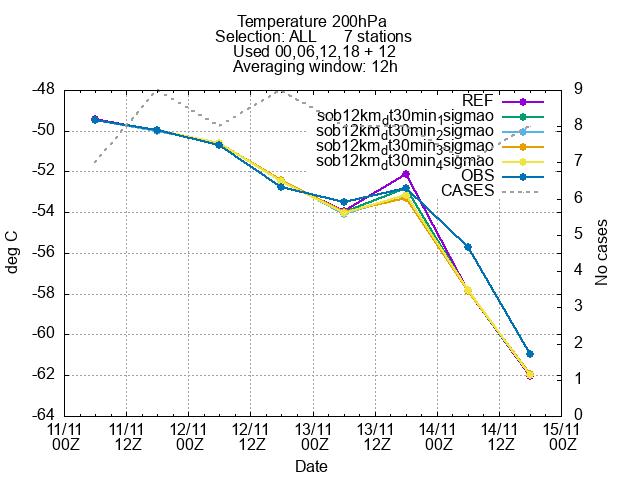 Temperature 200hPa
Selection: ALL 7 stations
Used 00,06,12,18 + 12
Averaging window: 12h
REF
sob12km_dt30min_1sigmao
sob12km_dt30min_2sigmao
sob12km_dt30min_3sigmao
sob12km_dt30min_4sigmao
OBS
CASES
-48
-50
-52
-54
-56
-58
-60
-62
-64
deg C
9
8
7
6
5
4
3
2
1
0
No cases
11/11 11/11 12/11 12/11 13/11 13/11 14/11 14/11 15/11
00Z 12Z 00Z 12Z 00Z 12Z 00Z 12Z 00Z
Date